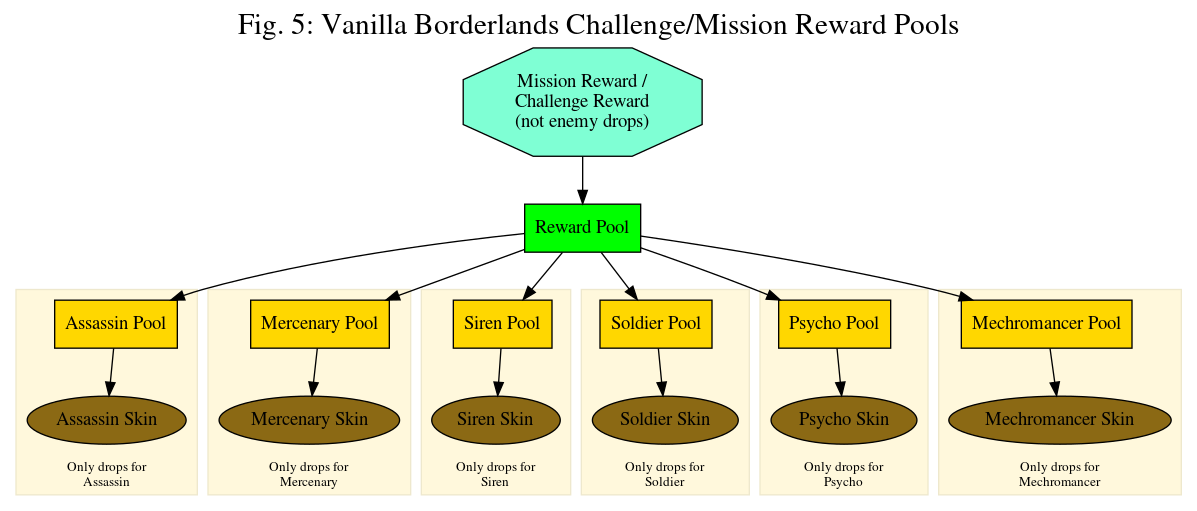 Fig. 5: Vanilla Borderlands Challenge/Mission Reward Pools
Mission Reward /
Challenge Reward
(not enemy drops)
Reward Pool
Assassin Pool
Mercenary Pool
Siren Pool
Soldier Pool
Psycho Pool
Mechromancer Pool
Assassin Skin
Mercenary Skin
Siren Skin
Soldier Skin
Psycho Skin
Mechromancer Skin
Only drops for
Assassin
Only drops for
Mercenary
Only drops for
Siren
Only drops for
Soldier
Only drops for
Psycho
Only drops for
Mechromancer